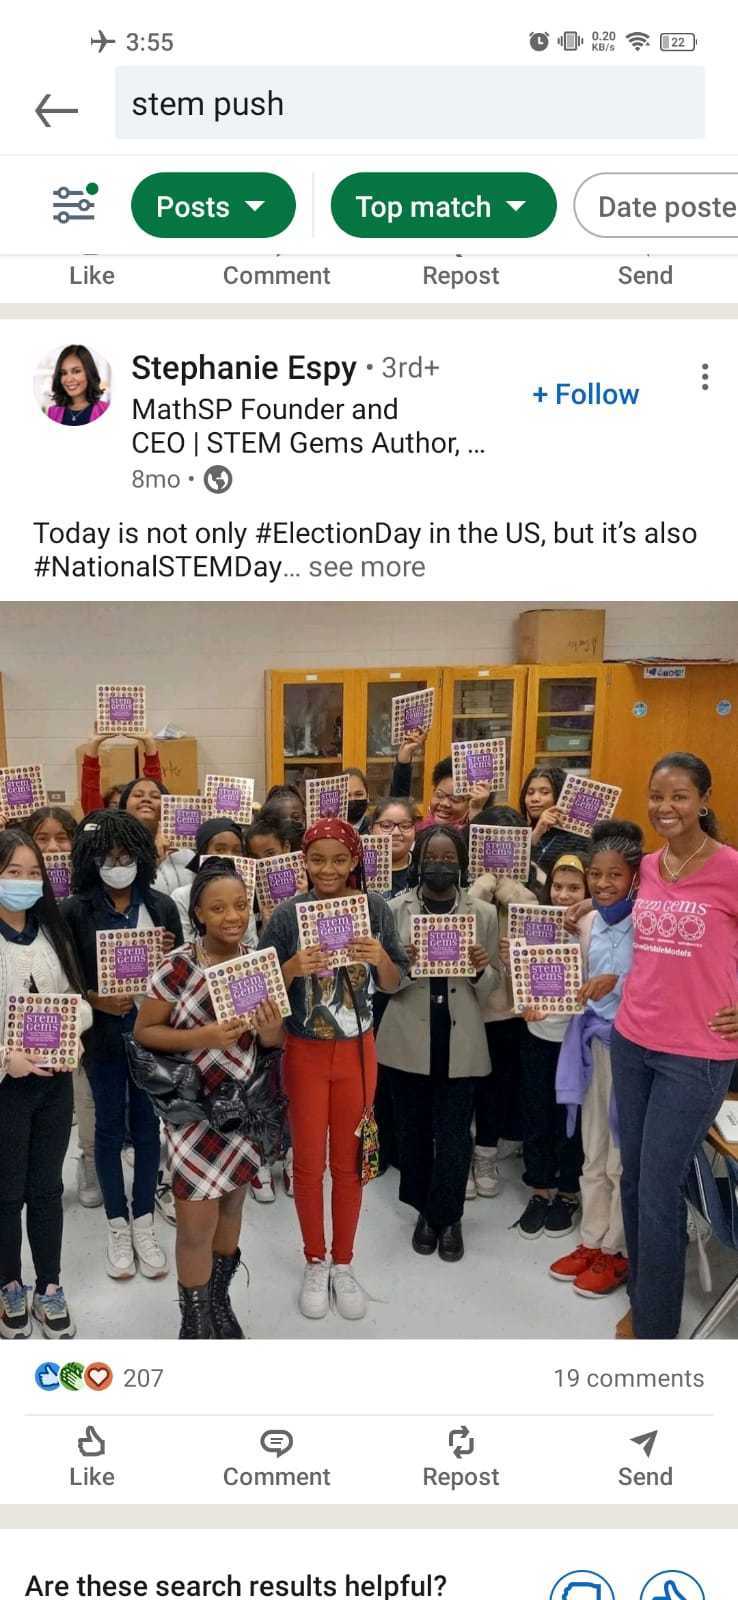 3:55
0.20
KB/s
22
stem push
Posts
Top match
Date poste
Like Comment Repost Send
Stephanie Espy • 3rd+
+ Follow
MathSP Founder and
CEO | STEM Gems Author, ...
8mo •
Today is not only #ElectionDay in the US, but it’s also
#NationalSTEMDay... see more
STEM
Gems
STEM Gems
#GiveGirlsRoleModels
207
19 comments
Like Comment Repost Send
Are these search results helpful?